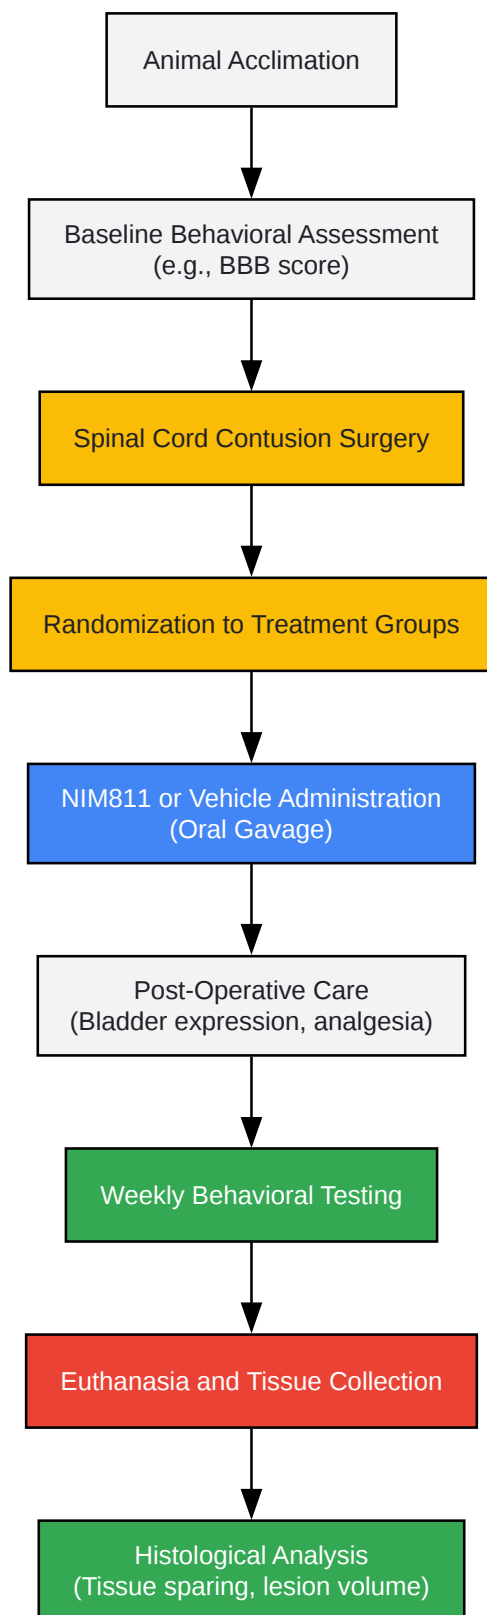 Animal Acclimation
Baseline Behavioral Assessment
(e.g., BBB score)
Spinal Cord Contusion Surgery
Randomization to Treatment Groups
NIM811 or Vehicle Administration
(Oral Gavage)
Post-Operative Care
(Bladder expression, analgesia)
Weekly Behavioral Testing
Euthanasia and Tissue Collection
Histological Analysis
(Tissue sparing, lesion volume)